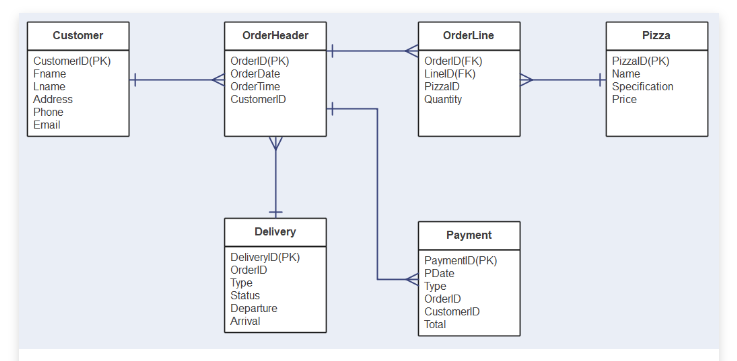 Customer
CustomerID(PK)
Fname
Lname
Address
Phone
Email
OrderHeader
OrderID(PK)
OrderDate
OrderTime
CustomerID
OrderLine
OrderID(FK)
LineID(FK)
PizzaID
Quantity
Pizza
PizzaID(PK)
Name
Specification
Price
Delivery
DeliveryID(PK)
OrderID
Type
Status
Departure
Arrival
Payment
PaymentID(PK)
PDate
Type
OrderID
CustomerID
Total